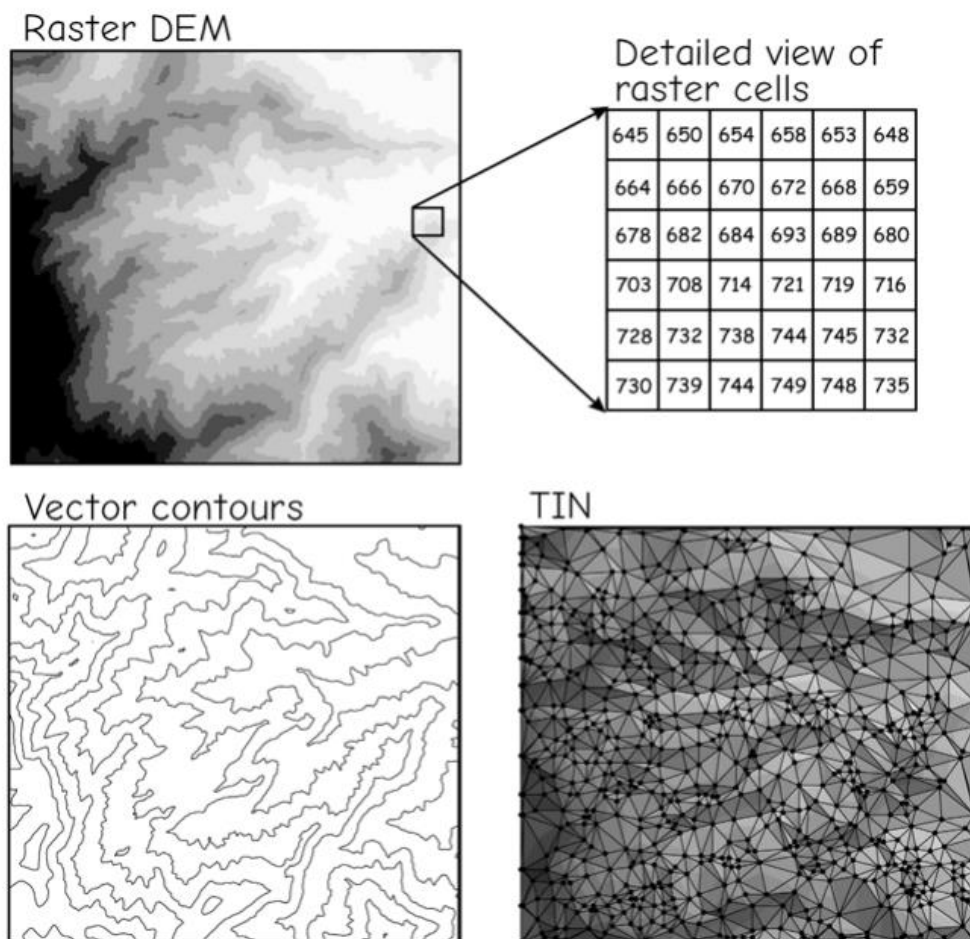 Raster DEM
Detailed view of
raster cells
645 650 654 658 653 648
664 666 670 672 668 659
678 682 684 693 689 680
703 708 714 721 719 716
728 732 738 744 745 732
730 739 744 749 748 735
Vector contours
TIN